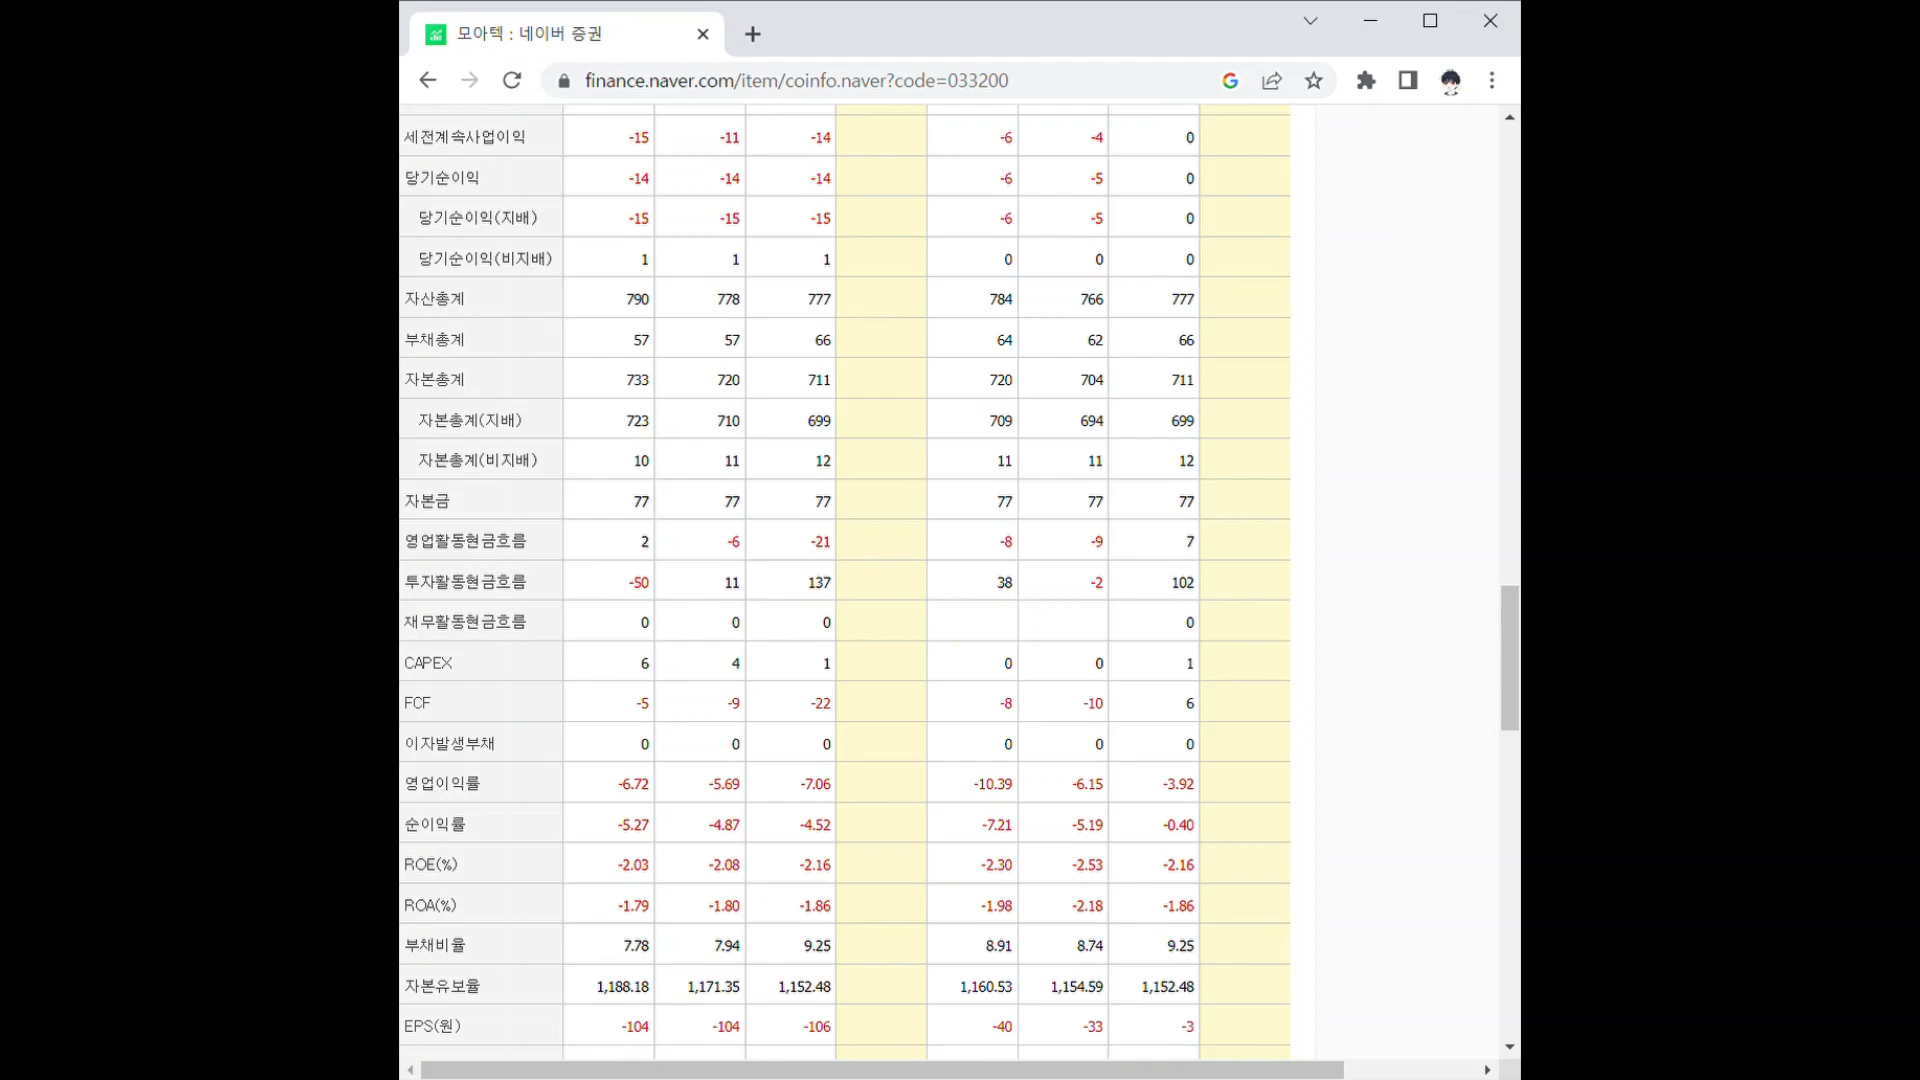 모아텍 : 네이버 증권
finance.naver.com/item/coinfo.naver?code=033200
세전계속사업이익 -15 -11 -14 -6 -4 0
당기순이익 -14 -14 -14 -6 -5 0
당기순이익(지배) -15 -15 -15 -6 -5 0
당기순이익(비지배) 1 1 1 0 0 0
자산총계 790 778 777 784 766 777
부채총계 57 57 66 64 62 66
자본총계 733 720 711 720 704 711
자본총계(지배) 723 710 699 709 694 699
자본총계(비지배) 10 11 12 11 11 12
자본금 77 77 77 77 77 77
영업활동현금흐름 2 -6 -21 -8 -9 7
투자활동현금흐름 -50 11 137 38 -2 102
재무활동현금흐름 0 0 0 0
CAPEX 6 4 1 0 0 1
FCF -5 -9 -22 -8 -10 6
이자발생부채 0 0 0 0 0 0
영업이익률 -6.72 -5.69 -7.06 -10.39 -6.15 -3.92
순이익률 -5.27 -4.87 -4.52 -7.21 -5.19 -0.40
ROE(%) -2.03 -2.08 -2.16 -2.30 -2.53 -2.16
ROA(%) -1.79 -1.80 -1.86 -1.98 -2.18 -1.86
부채비율 7.78 7.94 9.25 8.91 8.74 9.25
자본유보율 1,188.18 1,171.35 1,152.48 1,160.53 1,154.59 1,152.48
EPS(원) -104 -104 -106 -40 -33 -3